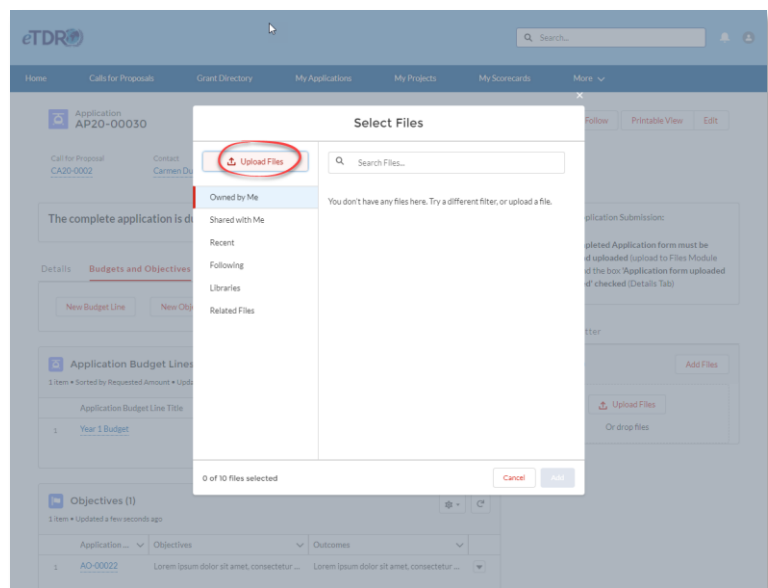 eTDR
Search...
Home Calls for Proposals Grant Directory My Applications My Projects My Scorecards More
Application
AP20-00030
Follow Printable View Edit
Call for Proposal Contact
CA20-0002 Carmen Du
Select Files
Upload Files
Search Files...
Owned by Me
Shared with Me
Recent
Following
Libraries
Related Files
You don't have any files here. Try a different filter, or upload a file.
The complete application is d
plication Submission:
pleted Application form must be
d uploaded (upload to Files Module
d the box 'Application form uploaded
d' checked (Details Tab)
Details Budgets and Objectives
New Budget Line New Obj
tter
Add Files
Upload Files
Or drop files
Application Budget Lines
1 item • Sorted by Requested Amount • Upda
Application Budget Line Title
1 Year 1 Budget
0 of 10 files selected
Cancel Add
Objectives (1)
1 item • Updated a few seconds ago
Application ... Objectives Outcomes
1 AO-00022 Lorem ipsum dolor sit amet, consectetur ... Lorem ipsum dolor sit amet, consectetur ...